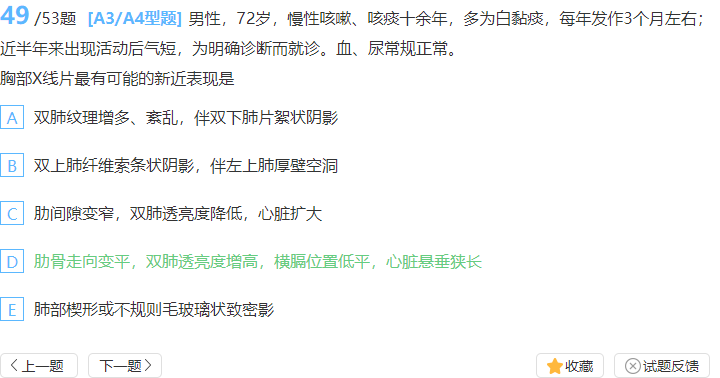 49 /53题 [A3/A4型题] 男性，72岁，慢性咳嗽、咳痰十余年，多为白黏痰，每年发作3个月左右；
近半年来出现活动后气短，为明确诊断而就诊。血、尿常规正常。
胸部X线片最有可能的新近表现是
A 双肺纹理增多、紊乱，伴双下肺片絮状阴影
B 双上肺纤维索条状阴影，伴左上肺厚壁空洞
C 肋间隙变窄，双肺透亮度降低，心脏扩大
D 肋骨走向变平，双肺透亮度增高，横膈位置低平，心脏悬垂狭长
E 肺部楔形或不规则毛玻璃状致密影
上一题 下一题 收藏 试题反馈